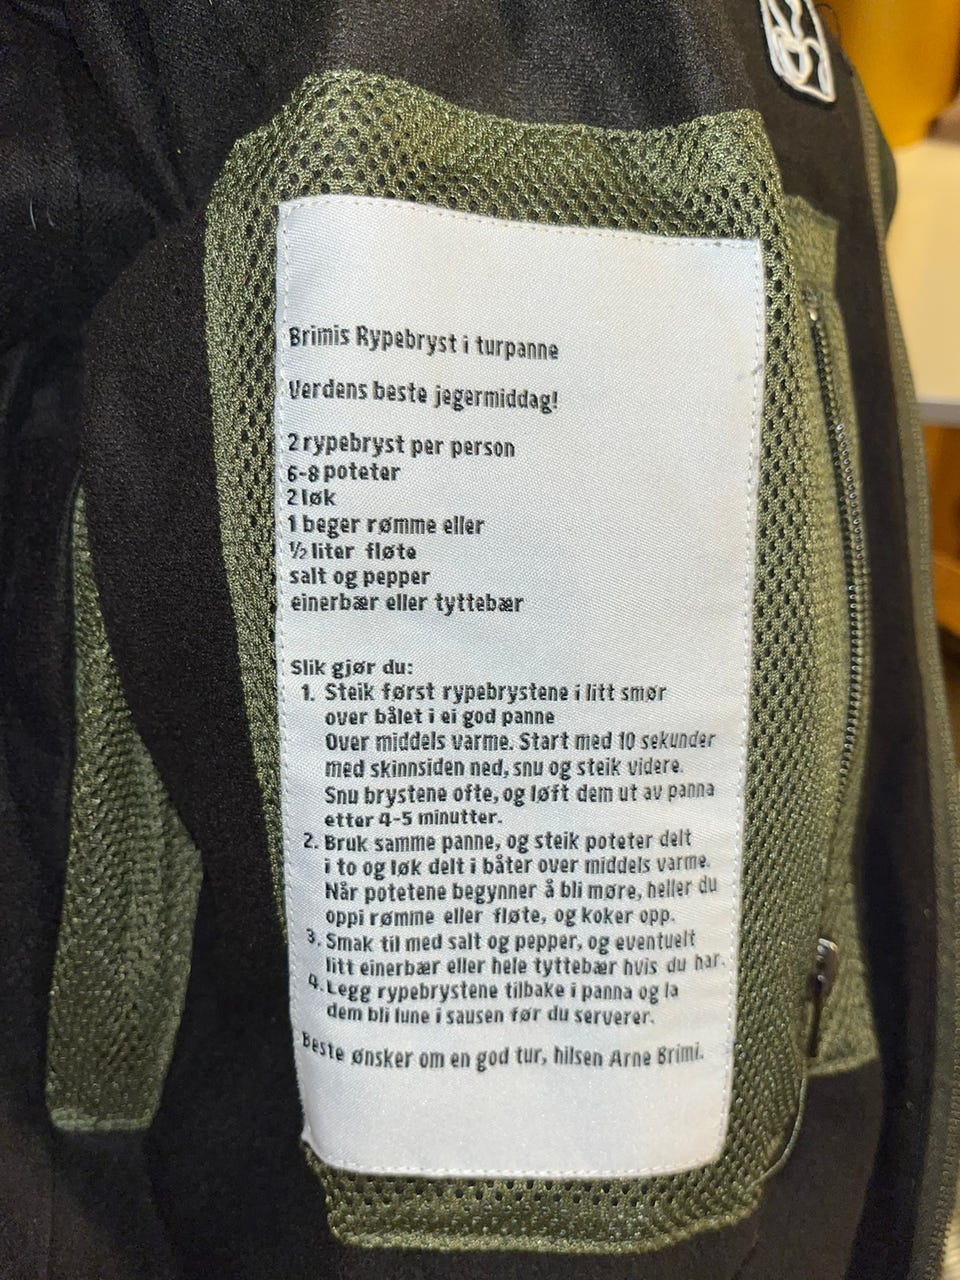 Brimis Rypebryst i turpanne
Verdens beste jegermiddag!
2 rypebryst per person
6-8 poteter
2 løk
1 beger rømme eller
½ liter fløte
salt og pepper
einerbær eller tyttebær
Slik gjør du:
1. Steik først rypebrystene i litt smør
over bålet i ei god panne
Over middels varme. Start med 10 sekunder
med skinnsiden ned, snu og steik videre.
Snu brystene ofte, og løft dem ut av panna
etter 4-5 minutter.
2. Bruk samme panne, og steik poteter delt
i to og løk delt i båter over middels varme.
Når potetene begynner å bli møre, heller du
oppi rømme eller fløte, og koker opp.
3. Smak til med salt og pepper, og eventuelt
litt einerbær eller hele tyttebær hvis du har.
4. Legg rypebrystene tilbake i panna og la
dem bli lune i sausen før du serverer.
Beste ønsker om en god tur, hilsen Arne Brimi.